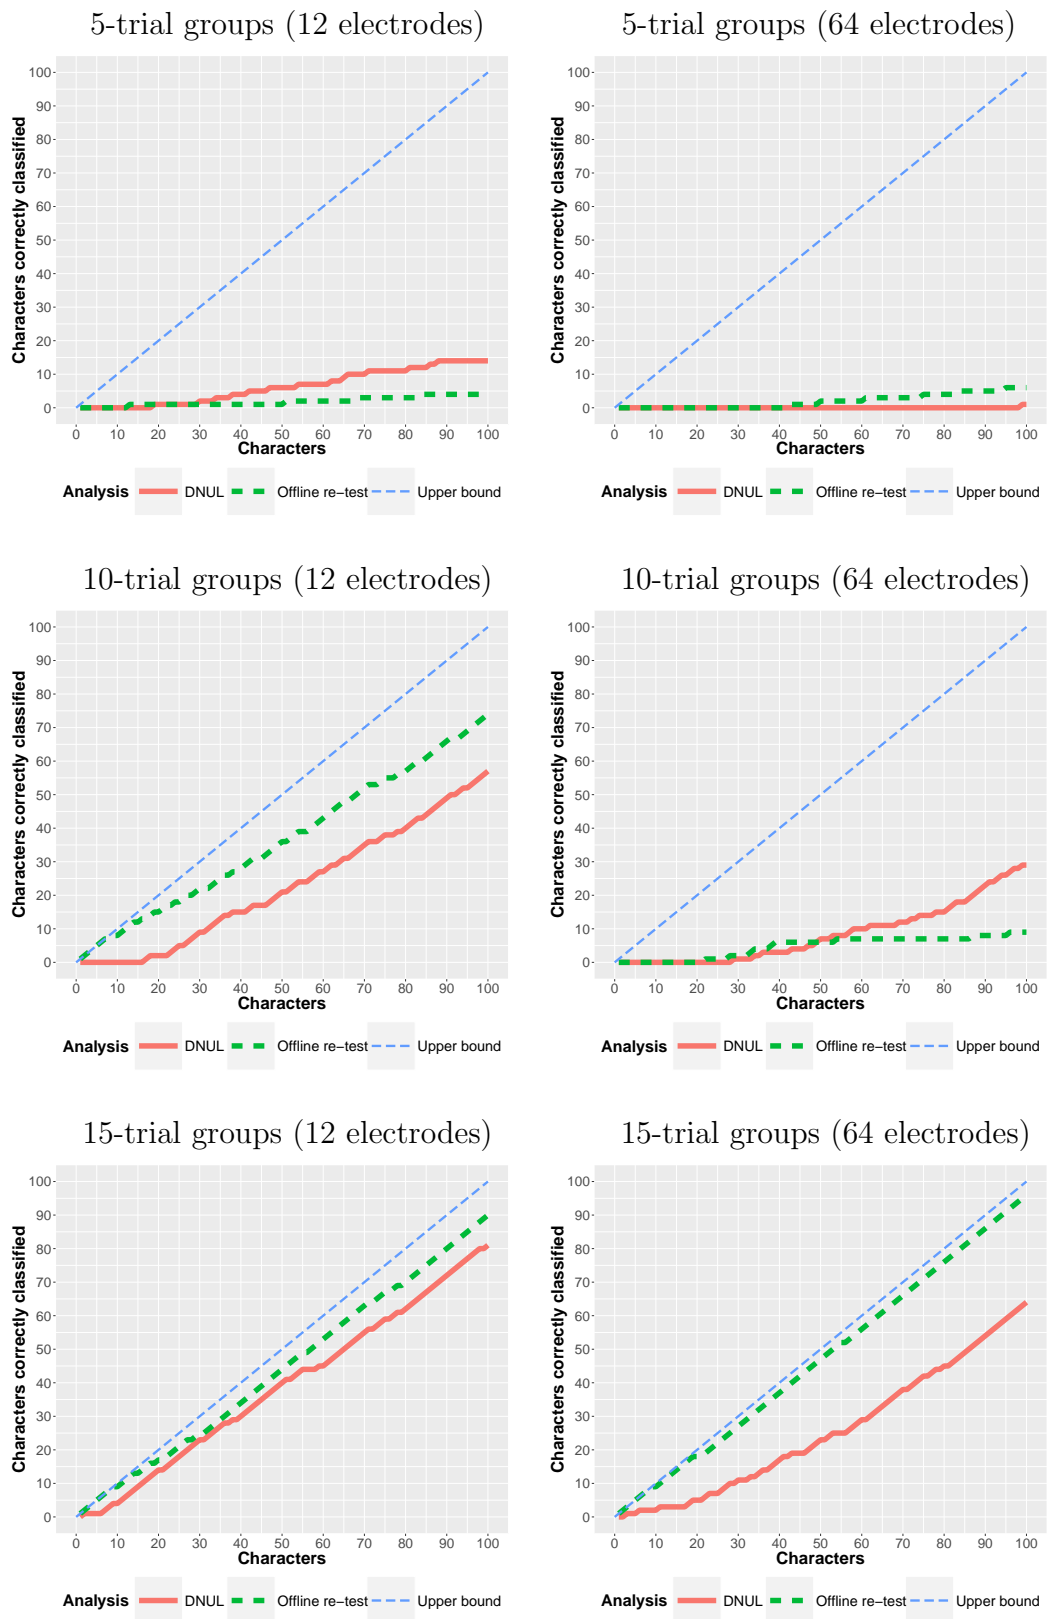 5-trial groups (12 electrodes)
Characters correctly classified
100
90
80
70
60
50
40
30
20
10
0
0 10 20 30 40 50 60 70 80 90 100
Characters
Analysis DNUL Offline re-test Upper bound
5-trial groups (64 electrodes)
Characters correctly classified
100
90
80
70
60
50
40
30
20
10
0
0 10 20 30 40 50 60 70 80 90 100
Characters
Analysis DNUL Offline re-test Upper bound
10-trial groups (12 electrodes)
Characters correctly classified
100
90
80
70
60
50
40
30
20
10
0
0 10 20 30 40 50 60 70 80 90 100
Characters
Analysis DNUL Offline re-test Upper bound
10-trial groups (64 electrodes)
Characters correctly classified
100
90
80
70
60
50
40
30
20
10
0
0 10 20 30 40 50 60 70 80 90 100
Characters
Analysis DNUL Offline re-test Upper bound
15-trial groups (12 electrodes)
Characters correctly classified
100
90
80
70
60
50
40
30
20
10
0
0 10 20 30 40 50 60 70 80 90 100
Characters
Analysis DNUL Offline re-test Upper bound
15-trial groups (64 electrodes)
Characters correctly classified
100
90
80
70
60
50
40
30
20
10
0
0 10 20 30 40 50 60 70 80 90 100
Characters
Analysis DNUL Offline re-test Upper bound